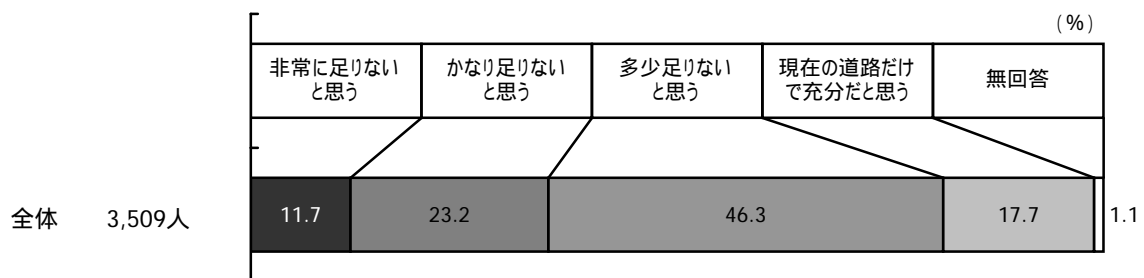 (%)
非常に足りない
と思う
かなり足りない
と思う
多少足りない
と思う
現在の道路だけ
で充分だと思う
無回答
全体 3,509人 11.7 23.2 46.3 17.7 1.1